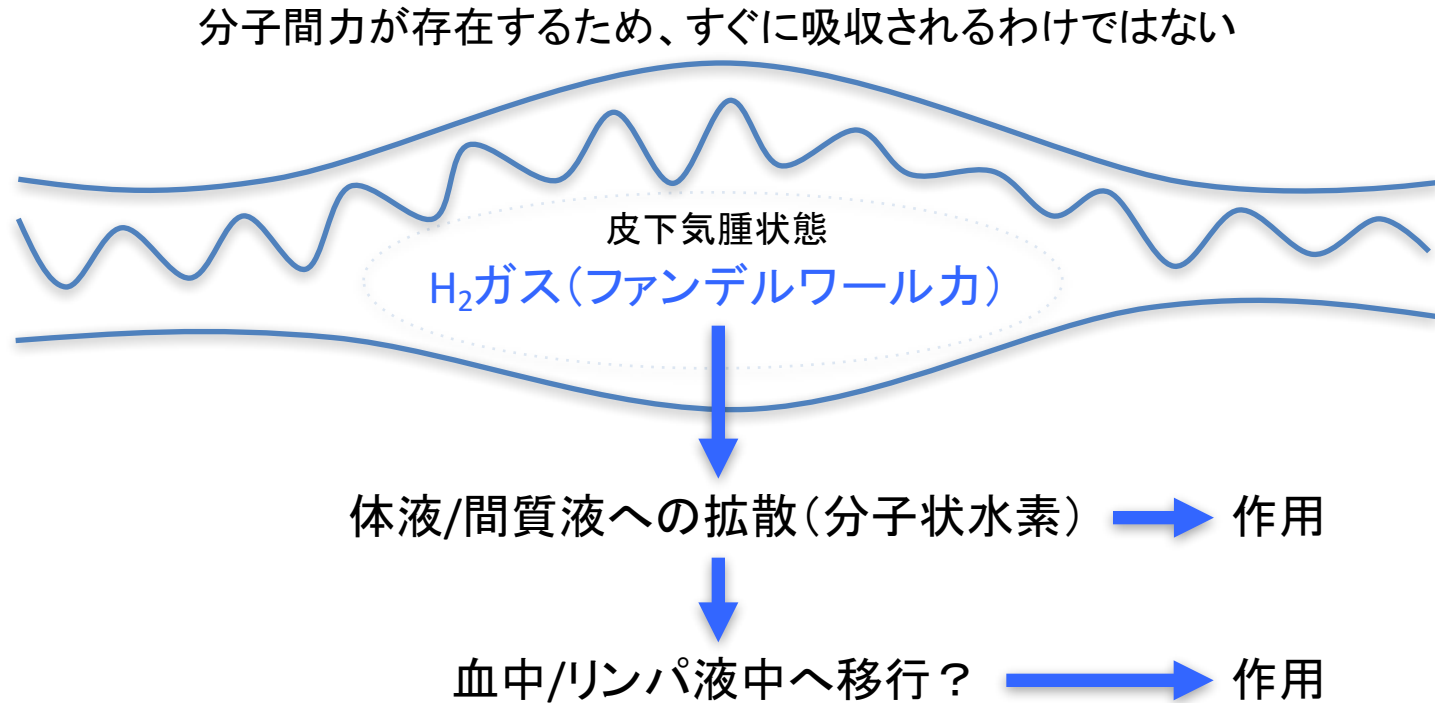 分子間力が存在するため、すぐに吸収されるわけではない
皮下気腫状態
H₂ガス（ファンデルワール力）
体液/間質液への拡散（分子状水素） 作用
血中/リンパ液中へ移行？ 作用